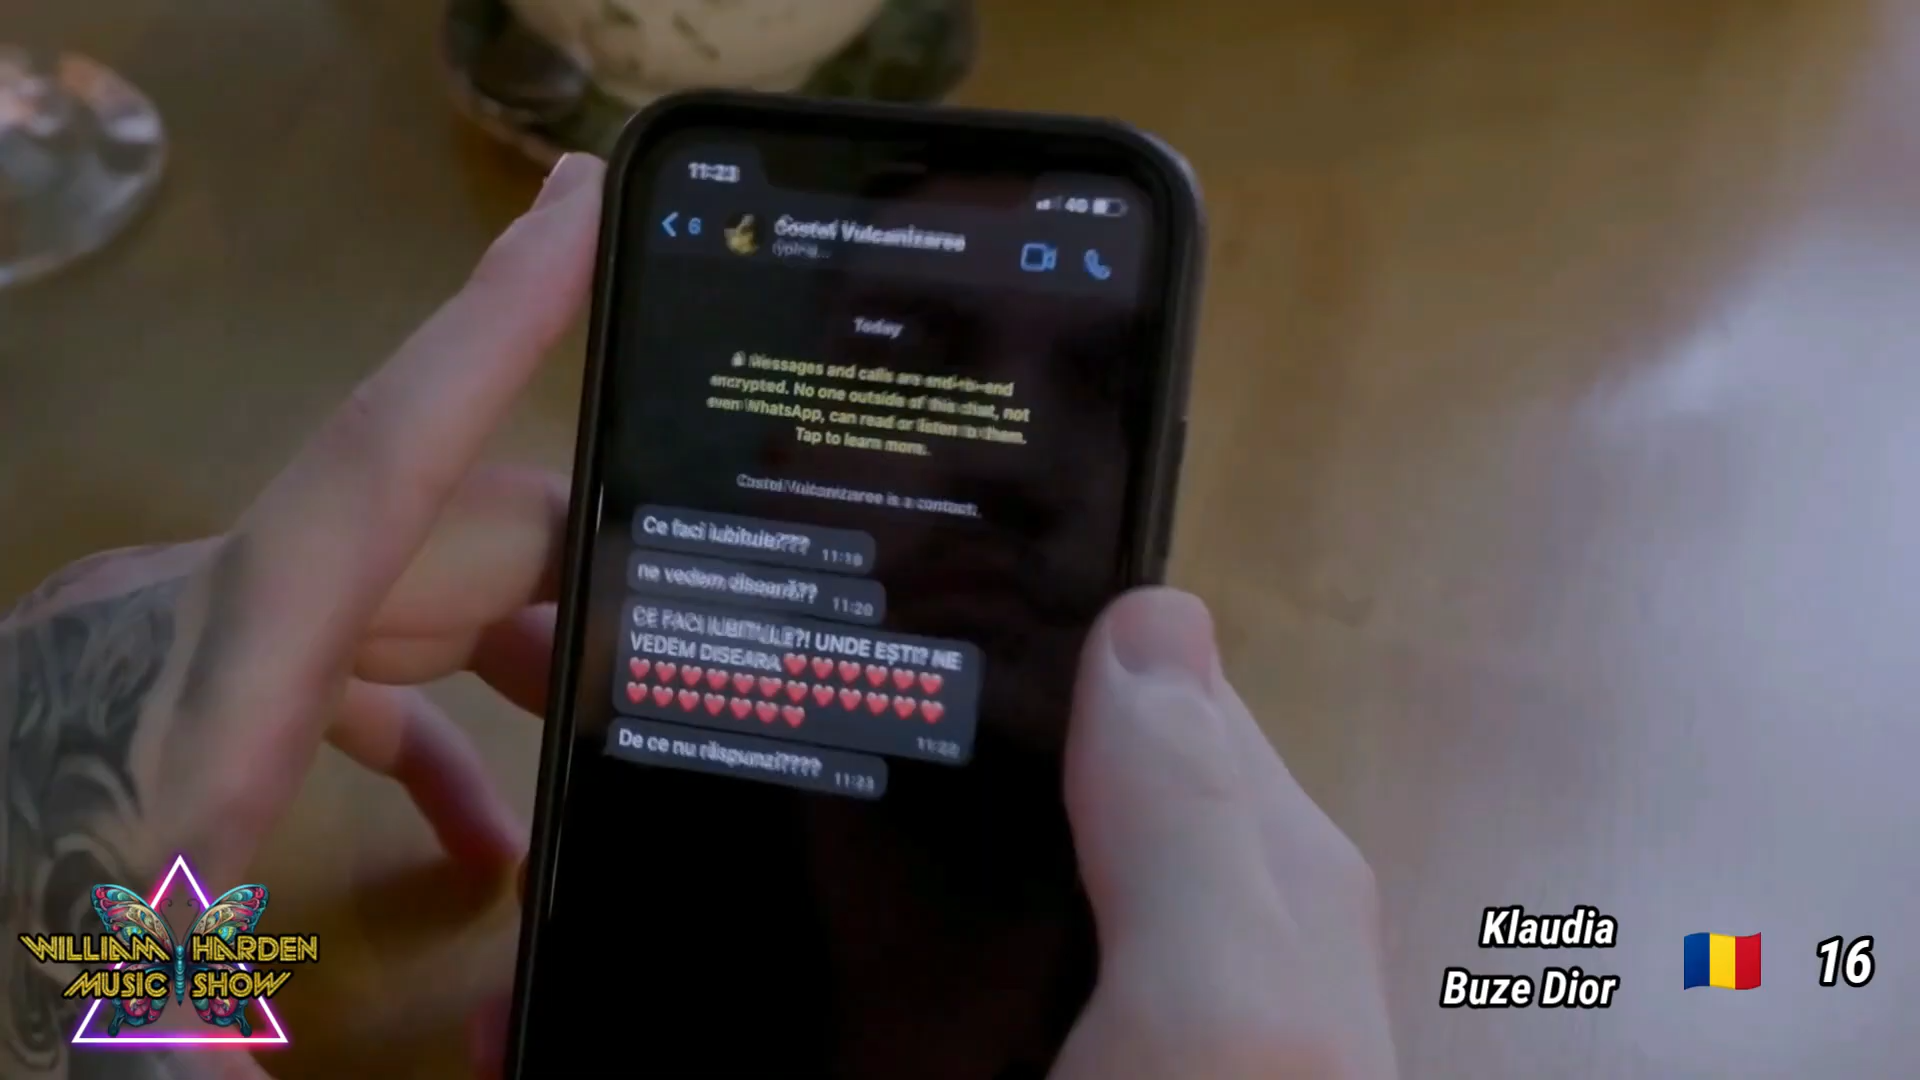 11:23
4G
6
Costel Vulcanizaree
typing...
Today
Messages and calls are end-to-end
encrypted. No one outside of this chat, not
even WhatsApp, can read or listen to them.
Tap to learn more.
Costel Vulcanizaree is a contact.
Ce faci iubitule???
11:19
ne vedem diseară??
11:20
CE FACI IUBITULE?! UNDE EȘTI? NE
VEDEM DISEARA❤️❤️❤️❤️❤️❤️
❤️❤️❤️❤️❤️❤️❤️❤️❤️❤️❤️❤️
❤️❤️❤️❤️❤️❤️❤️
11:22
De ce nu răspunzi????
11:23
WILLIAM HARDEN
MUSIC SHOW
Klaudia
Buze Dior
16